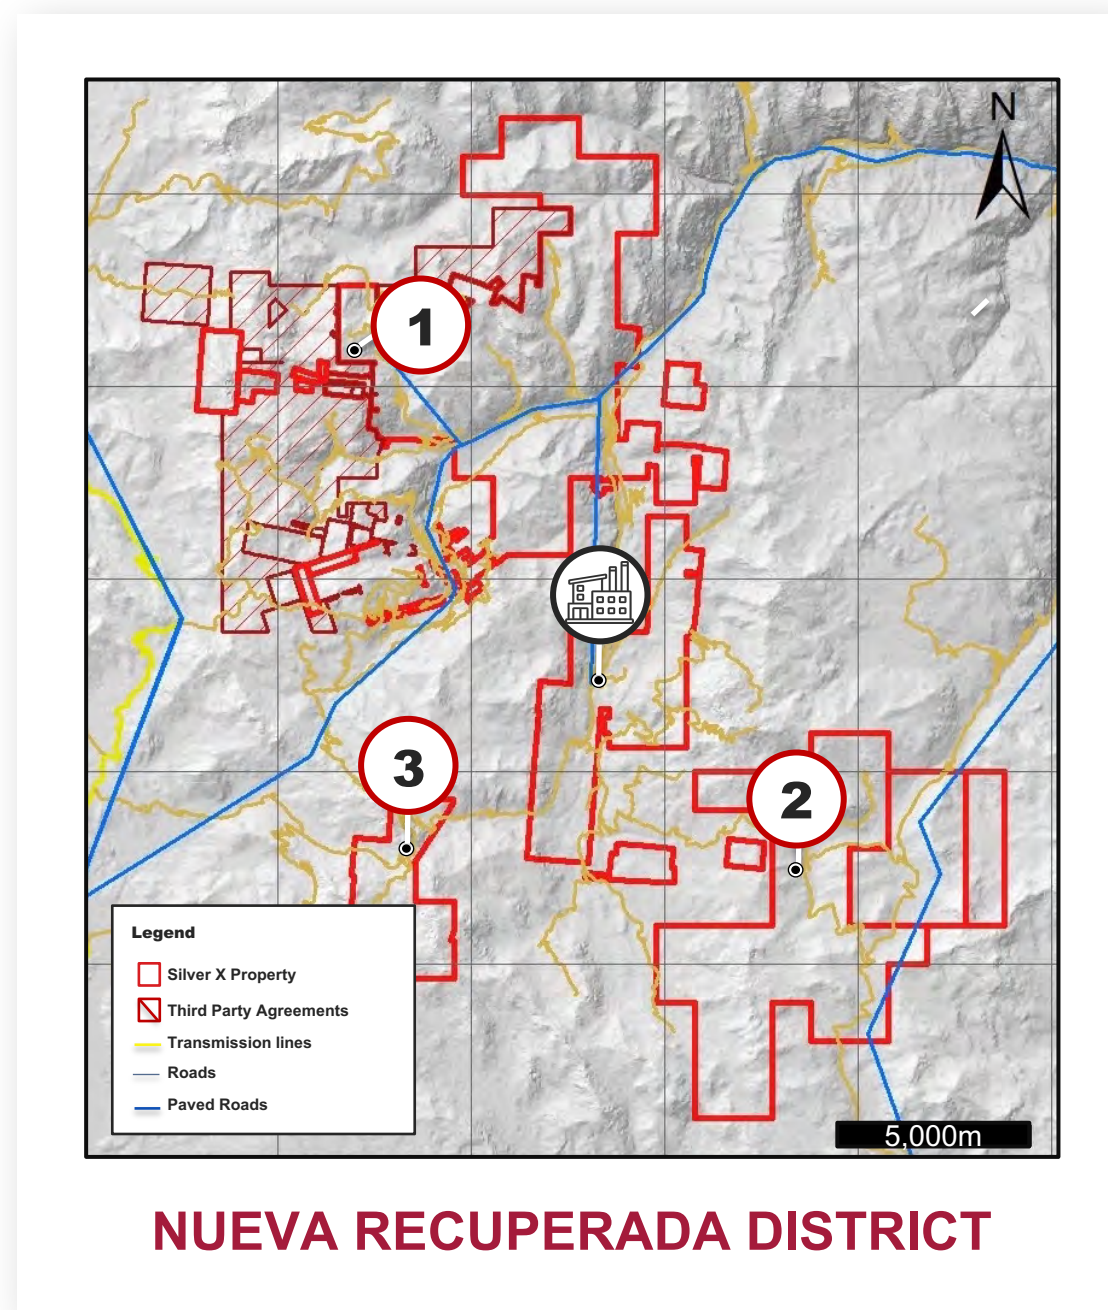 N
1
3
2
Legend
Silver X Property
Third Party Agreements
Transmission lines
Roads
Paved Roads
5,000m
NUEVA RECUPERADA DISTRICT